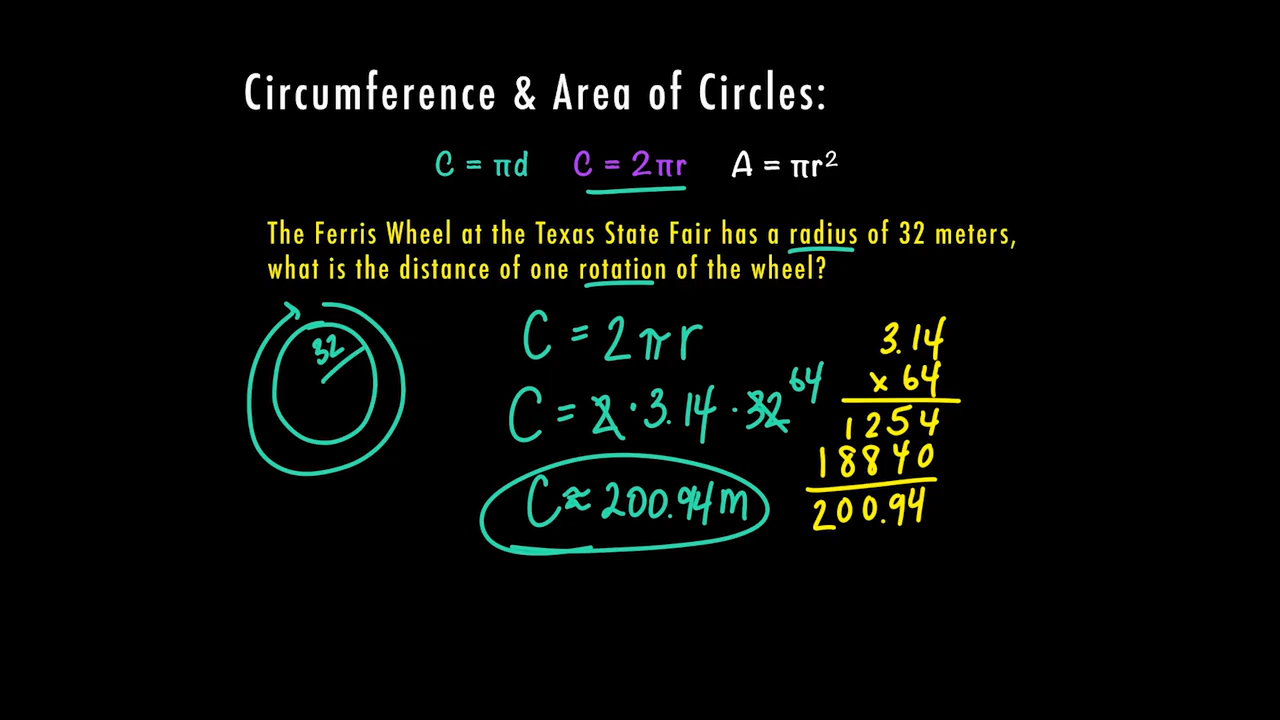 Circumference & Area of Circles:
C = πd C = 2πr A = πr²
The Ferris Wheel at the Texas State Fair has a radius of 32 meters,
what is the distance of one rotation of the wheel?
32
C = 2πr
C = 2 · 3.14 · 32 64
C ≈ 200.94m
3.14
x 64
1254
18840
200.94